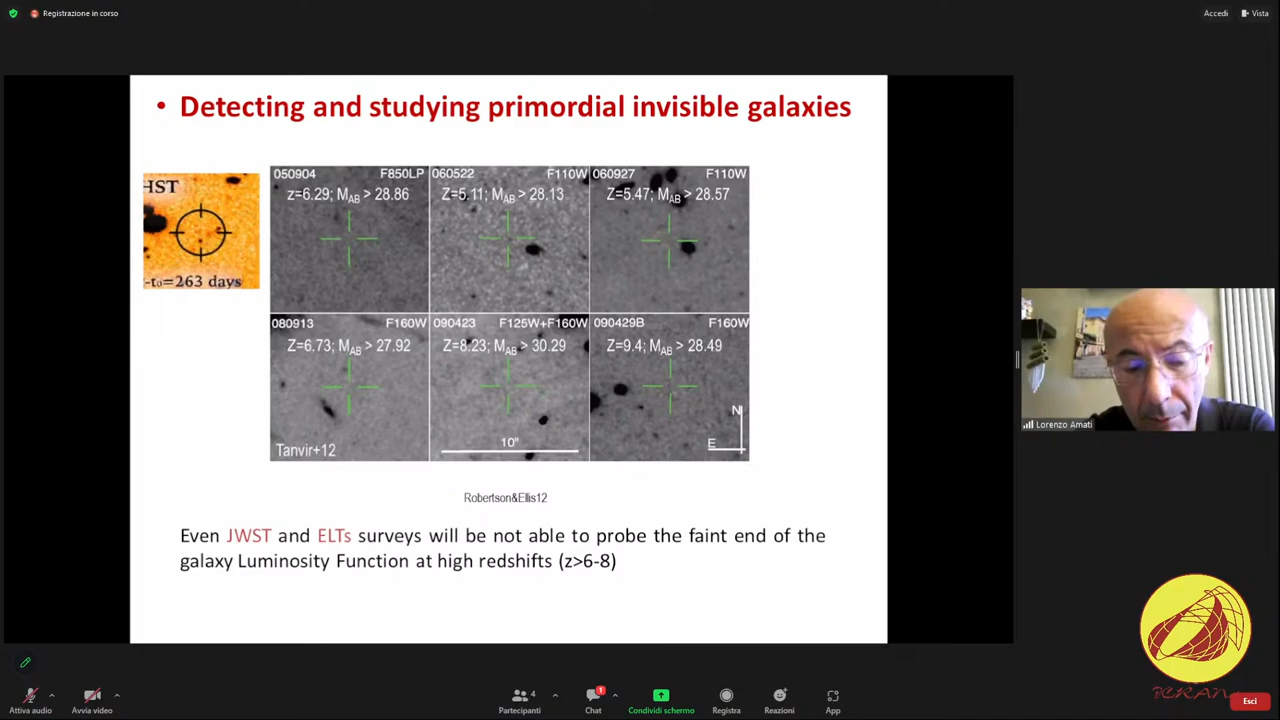 Registrazione in corso
Accedi
Vista
• Detecting and studying primordial invisible galaxies
HST
-t₀=263 days
050904 F850LP
z=6.29; M_AB > 28.86
060522 F110W
Z=5.11; M_AB > 28.13
060927 F110W
Z=5.47; M_AB > 28.57
080913 F160W
Z=6.73; M_AB > 27.92
090423 F125W+F160W
Z=8.23; M_AB > 30.29
090429B F160W
Z=9.4; M_AB > 28.49
Tanvir+12
10"
N
E
Robertson&Ellis12
Even JWST and ELTs surveys will be not able to probe the faint end of the
galaxy Luminosity Function at high redshifts (z>6-8)
Lorenzo Amati
ICRANet
Attiva audio
Avvia video
4
Partecipanti
1
Chat
Condividi schermo
Registra
Reazioni
App
Esci